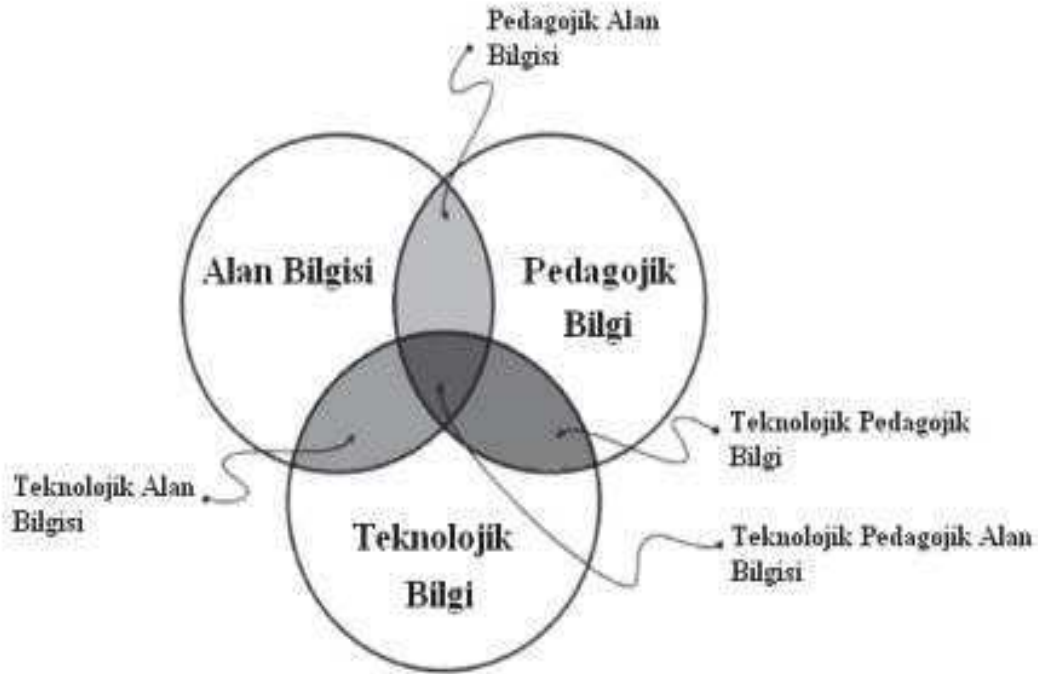 Pedagojik Alan
Bilgisi
Alan Bilgisi
Pedagojik
Bilgi
Teknolojik Pedagojik
Bilgi
Teknolojik Alan
Bilgisi
Teknolojik
Bilgi
Teknolojik Pedagojik Alan
Bilgisi